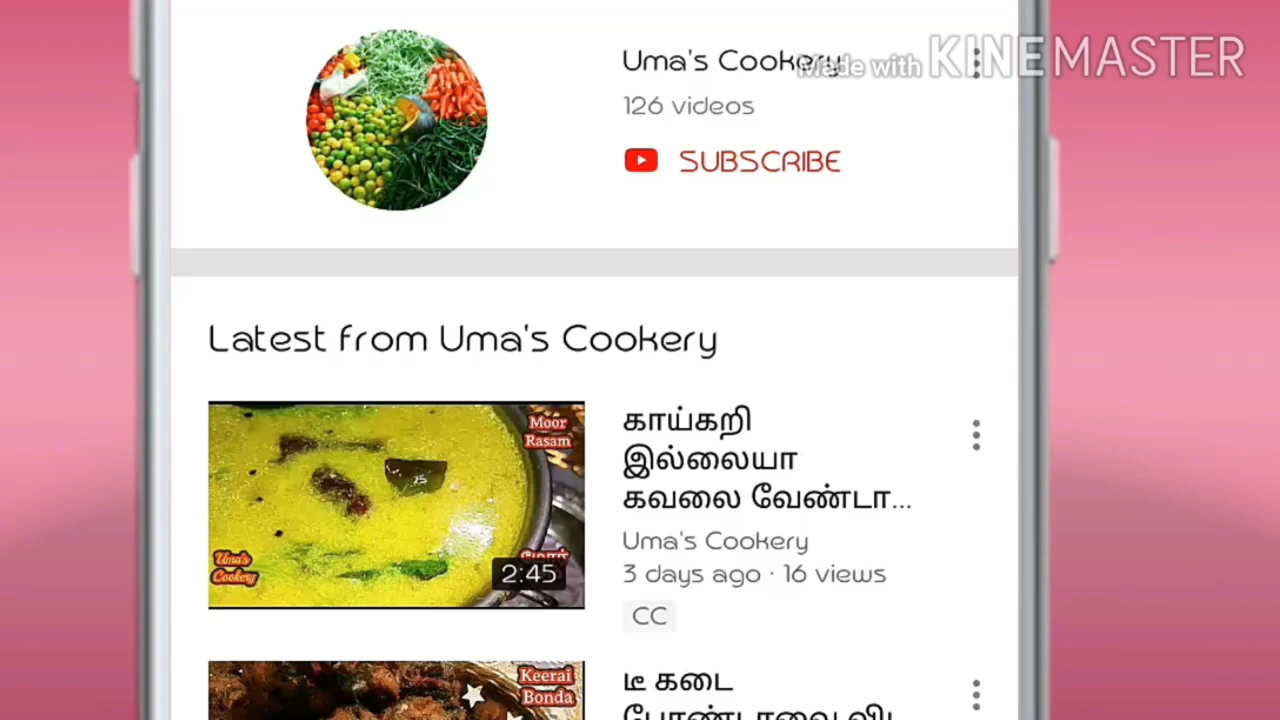 Uma's Cookery
Made with KINEMASTER
126 videos
SUBSCRIBE
Latest from Uma's Cookery
Moor
Rasam
Uma's
Cookery
மோர்
2:45
காய்கறி
இல்லையா
கவலை வேண்டா...
Uma's Cookery
3 days ago · 16 views
CC
Keerai
Bonda
டீ கடை